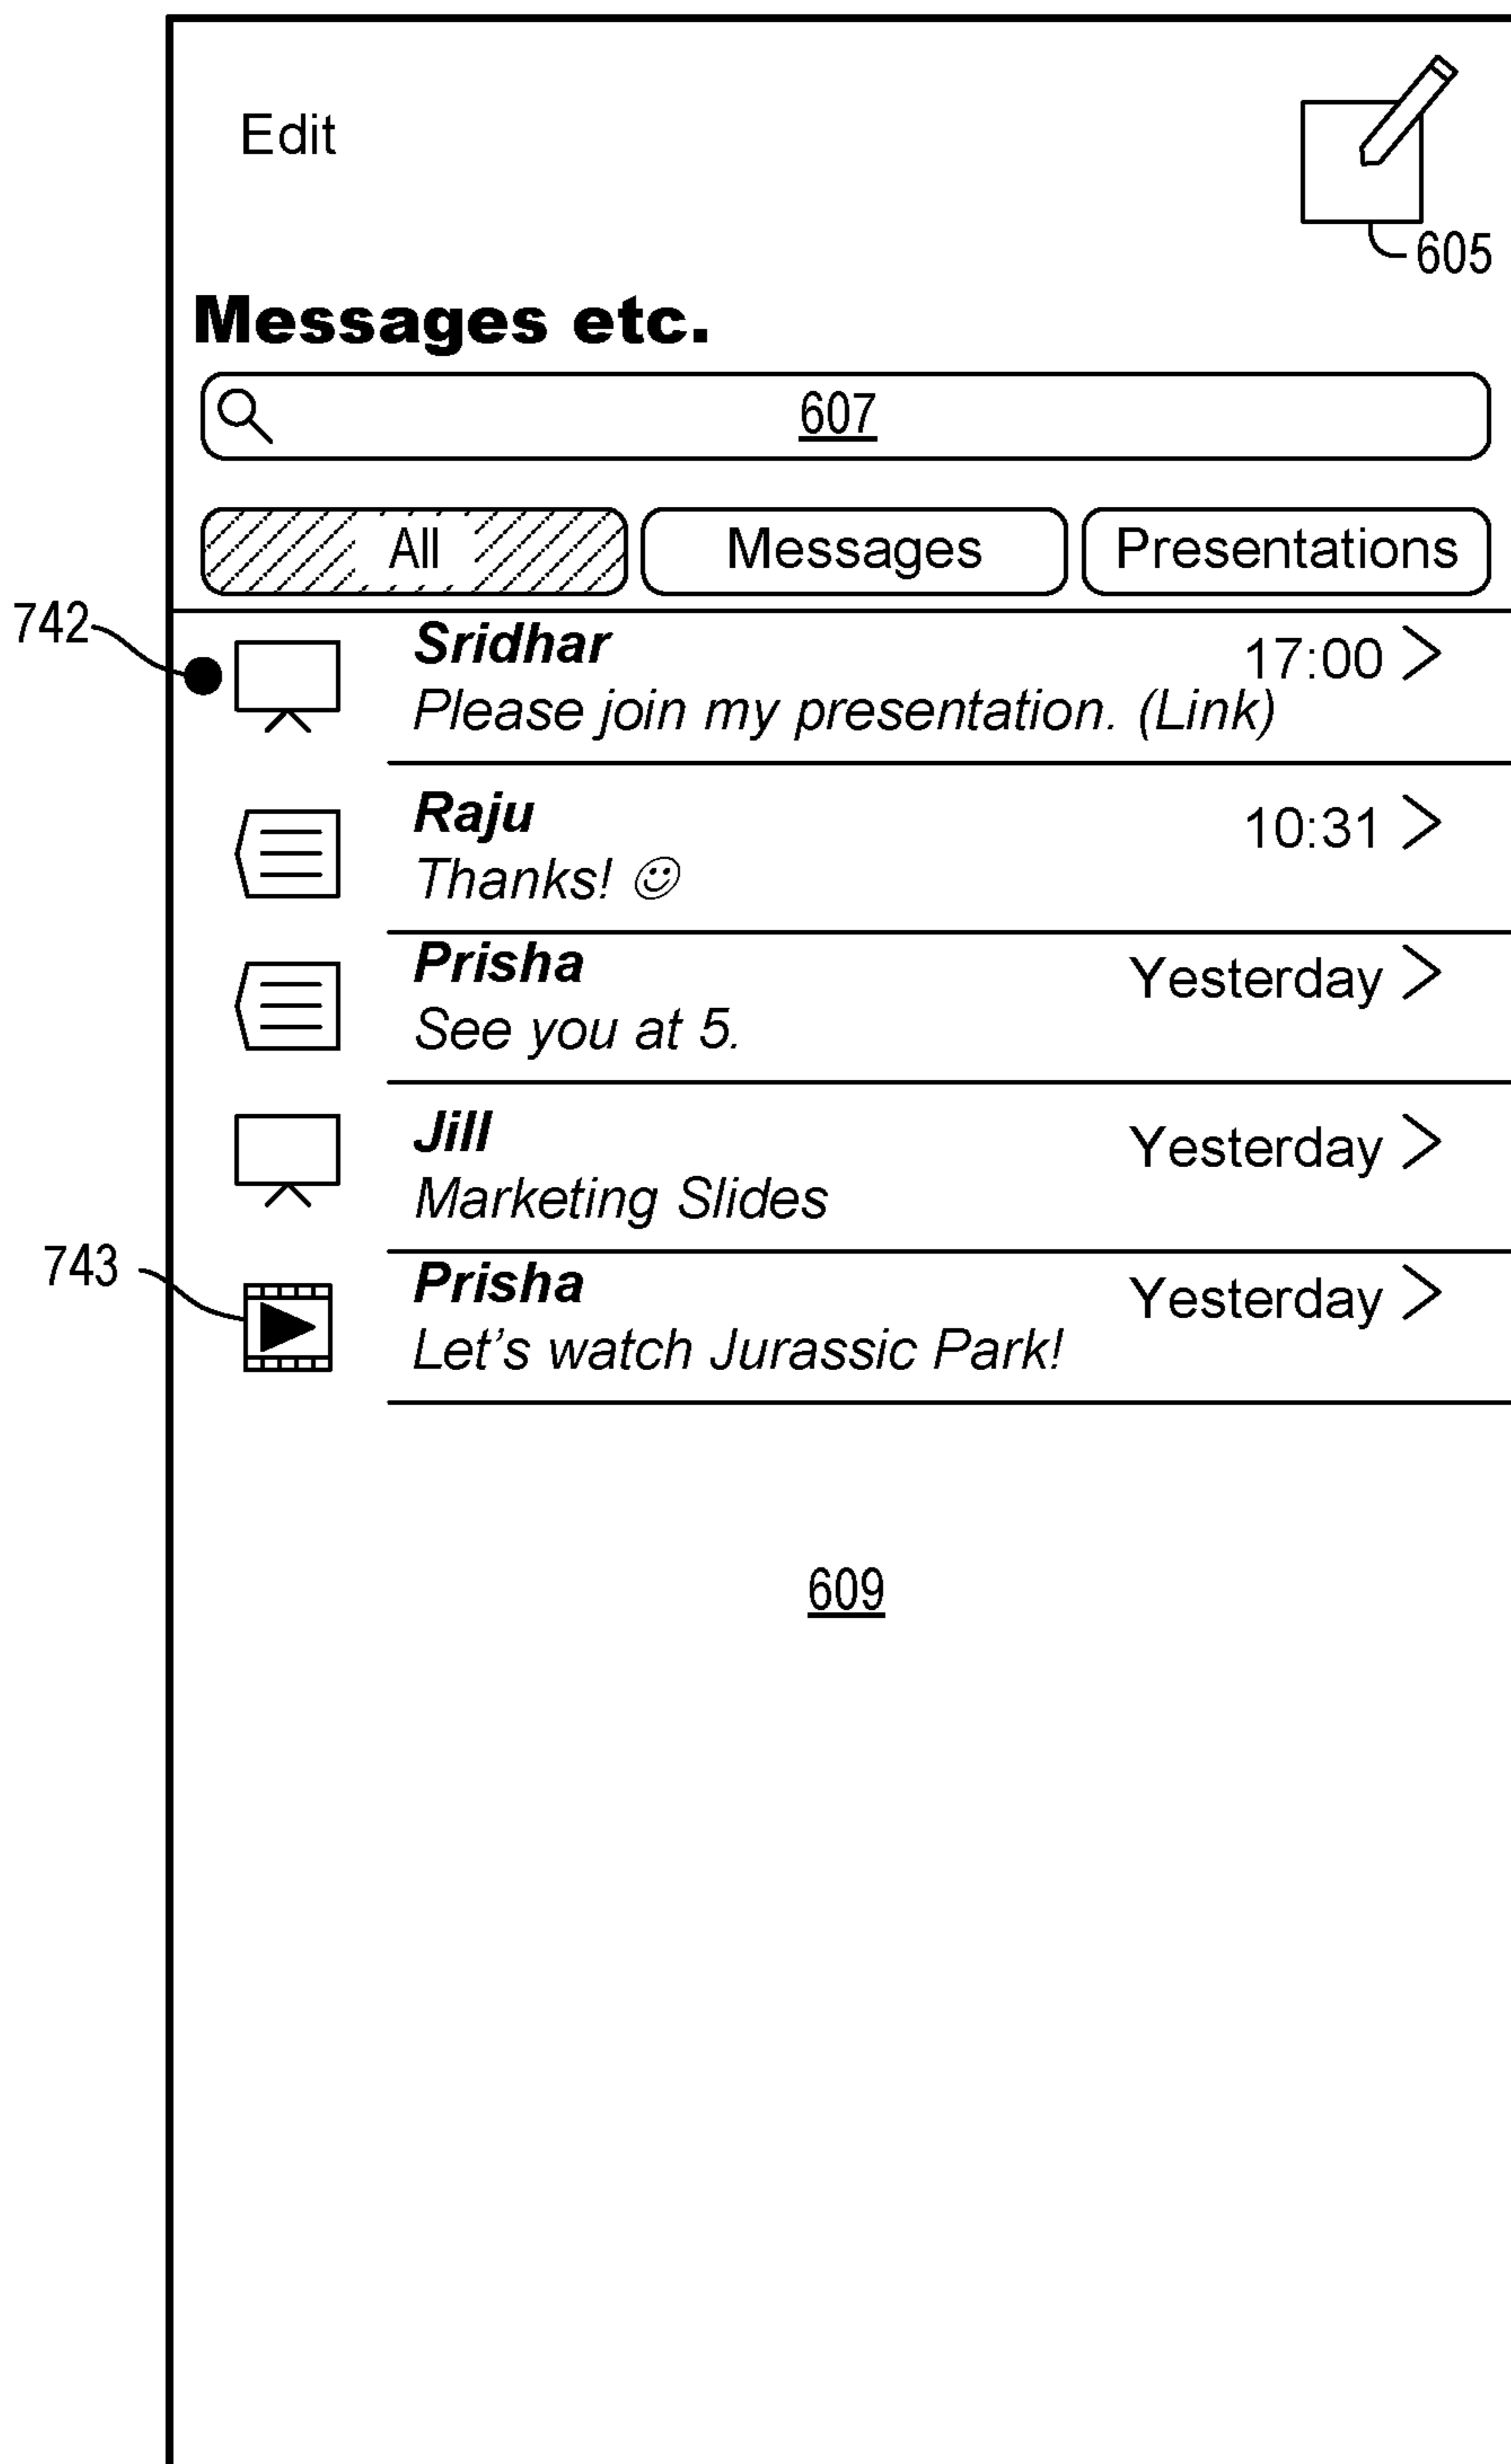 Edit
605
Messages etc.
607
All Messages Presentations
742
Sridhar 17:00
Please join my presentation. (Link)
Raju 10:31
Thanks! ☺
Prisha Yesterday
See you at 5.
Jill Yesterday
Marketing Slides
743
Prisha Yesterday
Let's watch Jurassic Park!
609